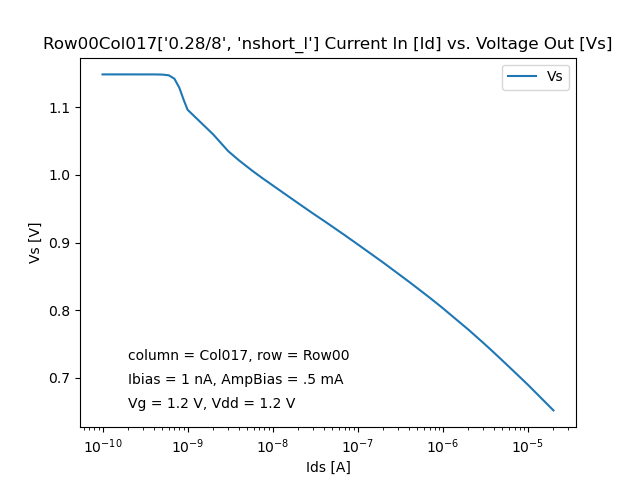 Row00Col017['0.28/8', 'nshort_l'] Current In [Id] vs. Voltage Out [Vs]
Vs
1.1
1.0
0.9
0.8
0.7
Vs [V]
column = Col017, row = Row00
Ibias = 1 nA, AmpBias = .5 mA
Vg = 1.2 V, Vdd = 1.2 V
10⁻¹⁰ 10⁻⁹ 10⁻⁸ 10⁻⁷ 10⁻⁶ 10⁻⁵
Ids [A]